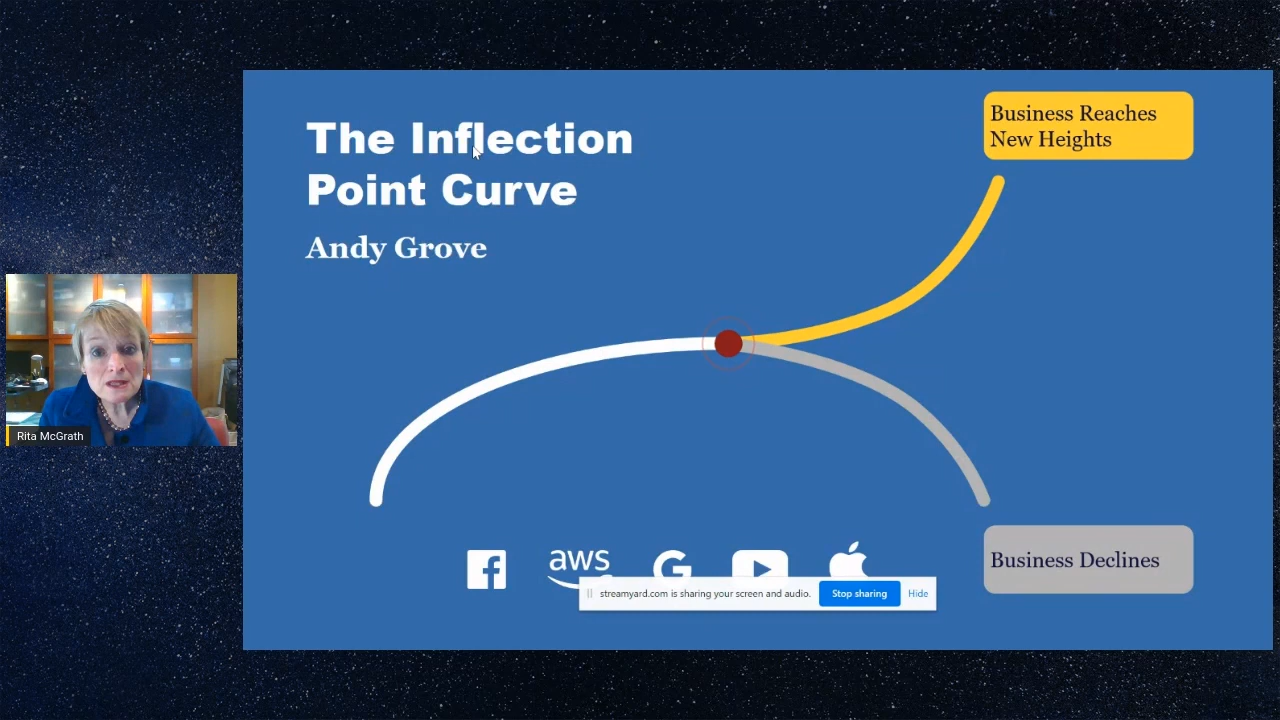 The Inflection
Point Curve
Andy Grove
Business Reaches
New Heights
Rita McGrath
aws
G
streamyard.com is sharing your screen and audio.
Stop sharing
Hide
Business Declines